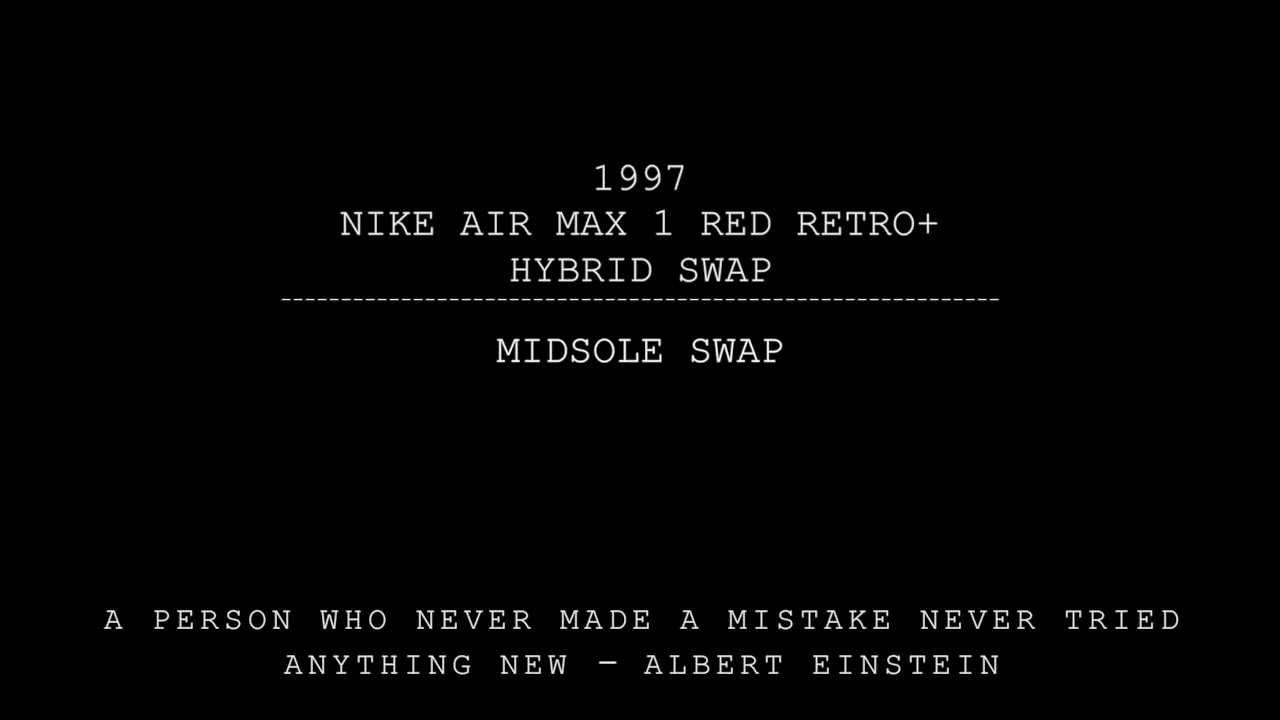 1997
NIKE AIR MAX 1 RED RETRO+
HYBRID SWAP
------------------------------------------------------------
MIDSOLE SWAP
A PERSON WHO NEVER MADE A MISTAKE NEVER TRIED
ANYTHING NEW – ALBERT EINSTEIN